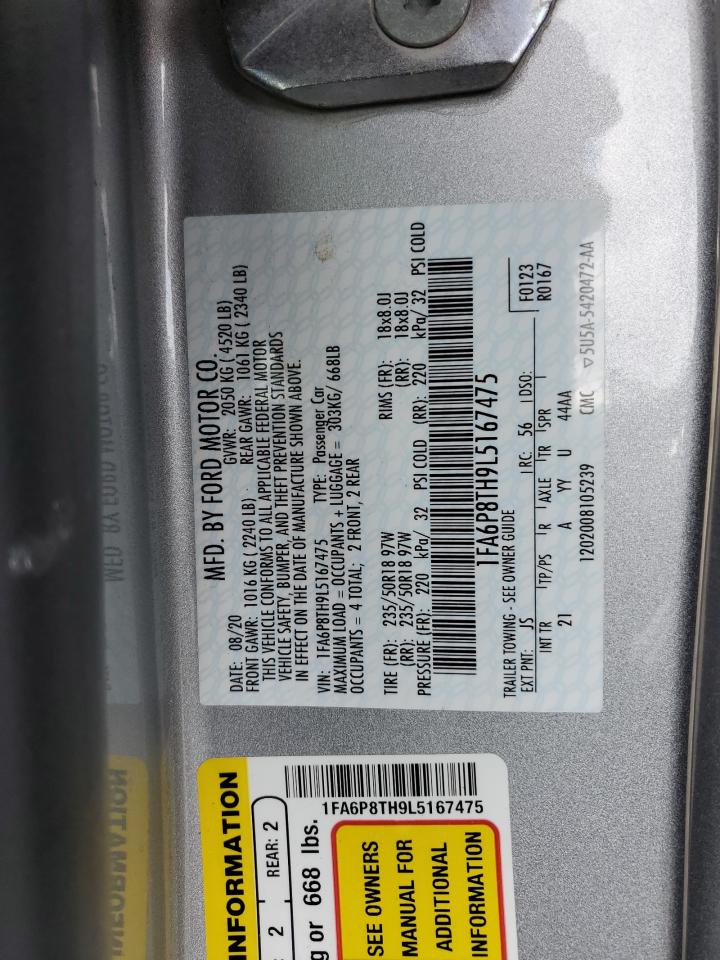 MFD. BY FORD MOTOR CO.
DATE: 08/20 GVWR: 2050 KG ( 4520 LB)
FRONT GAWR: 1016 KG ( 2240 LB) REAR GAWR: 1061 KG ( 2340 LB)
THIS VEHICLE CONFORMS TO ALL APPLICABLE FEDERAL MOTOR
VEHICLE SAFETY, BUMPER, AND THEFT PREVENTION STANDARDS
IN EFFECT ON THE DATE OF MANUFACTURE SHOWN ABOVE.
VIN: 1FA6P8TH9L5167475 TYPE: Passenger Car
MAXIMUM LOAD = OCCUPANTS + LUGGAGE = 303KG/ 668LB
OCCUPANTS = 4 TOTAL; 2 FRONT, 2 REAR
TIRE (FR): 235/50R18 97W RIMS (FR): 18x8.0J
(RR): 235/50R18 97W (RR): 18x8.0J
PRESSURE (FR): 220 kPa/ 32 PSI COLD (RR): 220 kPa/ 32 PSI COLD
1FA6P8TH9L5167475
TRAILER TOWING - SEE OWNER GUIDE F0123
EXT PNT: JS RC: 56 DSO: R0167
INT TR TP/PS R AXLE TR SPR
21 A YY U 44AA
1202008105239 CMC ▽5U5A-5420472-AA
INFORMATION
: 2 REAR: 2
g or 668 lbs.
1FA6P8TH9L5167475
SEE OWNERS
MANUAL FOR
ADDITIONAL
INFORMATION